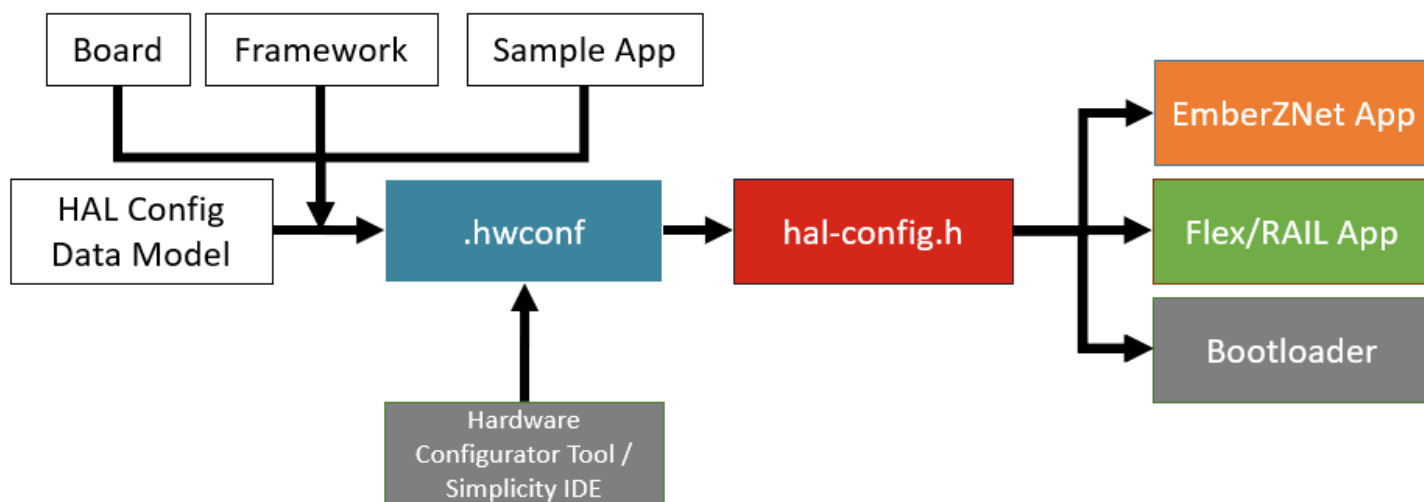 Board
Framework
Sample App
HAL Config
Data Model
.hwconf
hal-config.h
EmberZNet App
Flex/RAIL App
Bootloader
Hardware
Configurator Tool /
Simplicity IDE